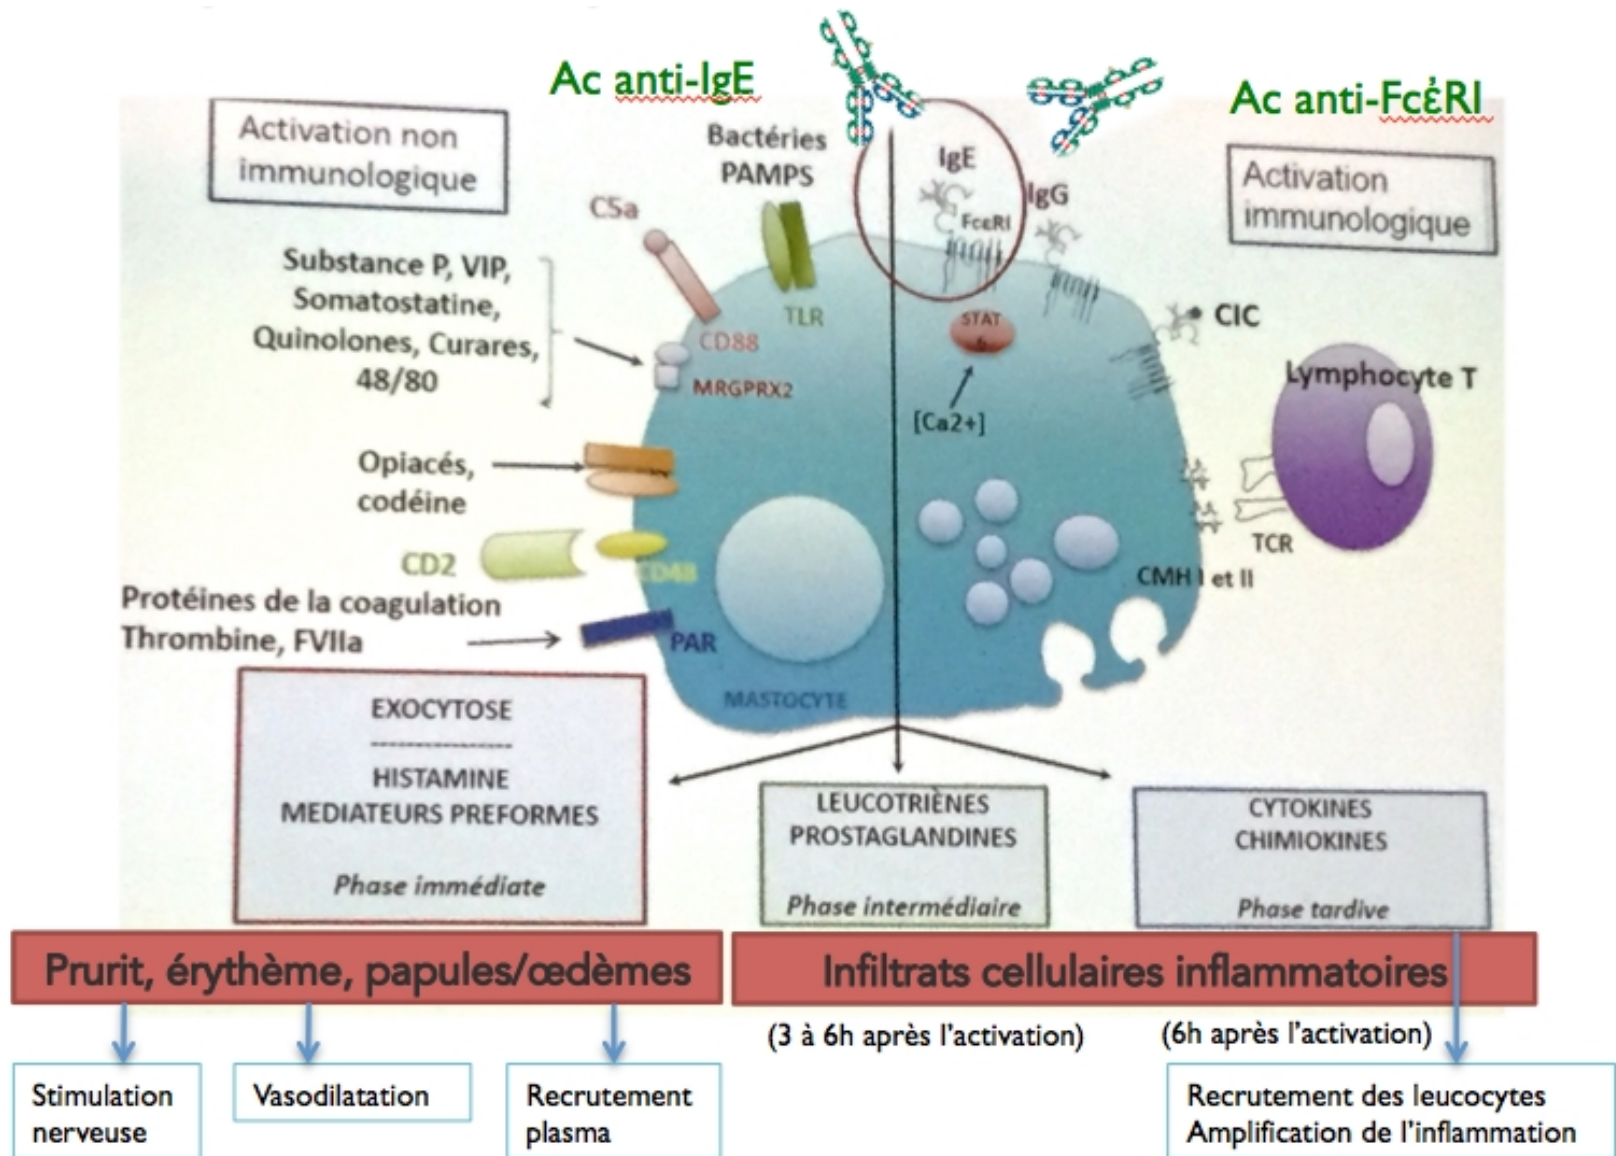 Ac anti-IgE
Ac anti-FcέRI
Activation non
immunologique
Bactéries
PAMPS
IgE
FcεRI
IgG
Activation
immunologique
C5a
Substance P, VIP,
Somatostatine,
Quinolones, Curares,
48/80
TLR
CD88
MRGPRX2
STAT
6
[Ca2+]
CIC
Lymphocyte T
Opiacés,
codéine
CD2
CD48
TCR
CMH I et II
Protéines de la coagulation
Thrombine, FVIIa
PAR
MASTOCYTE
EXOCYTOSE
---------------
HISTAMINE
MEDIATEURS PREFORMES
Phase immédiate
LEUCOTRIÈNES
PROSTAGLANDINES
Phase intermédiaire
CYTOKINES
CHIMIOKINES
Phase tardive
Prurit, érythème, papules/œdèmes
Infiltrats cellulaires inflammatoires
(3 à 6h après l'activation)
(6h après l'activation)
Stimulation
nerveuse
Vasodilatation
Recrutement
plasma
Recrutement des leucocytes
Amplification de l'inflammation